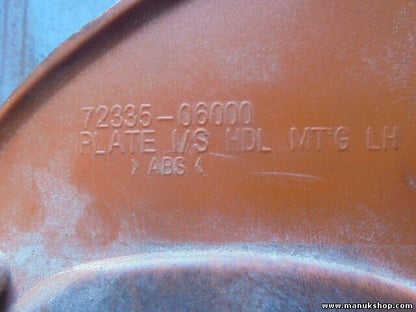 72335-06000
PLATE I/S HDL MT'G LH
>ABS<
www.manukshop.com